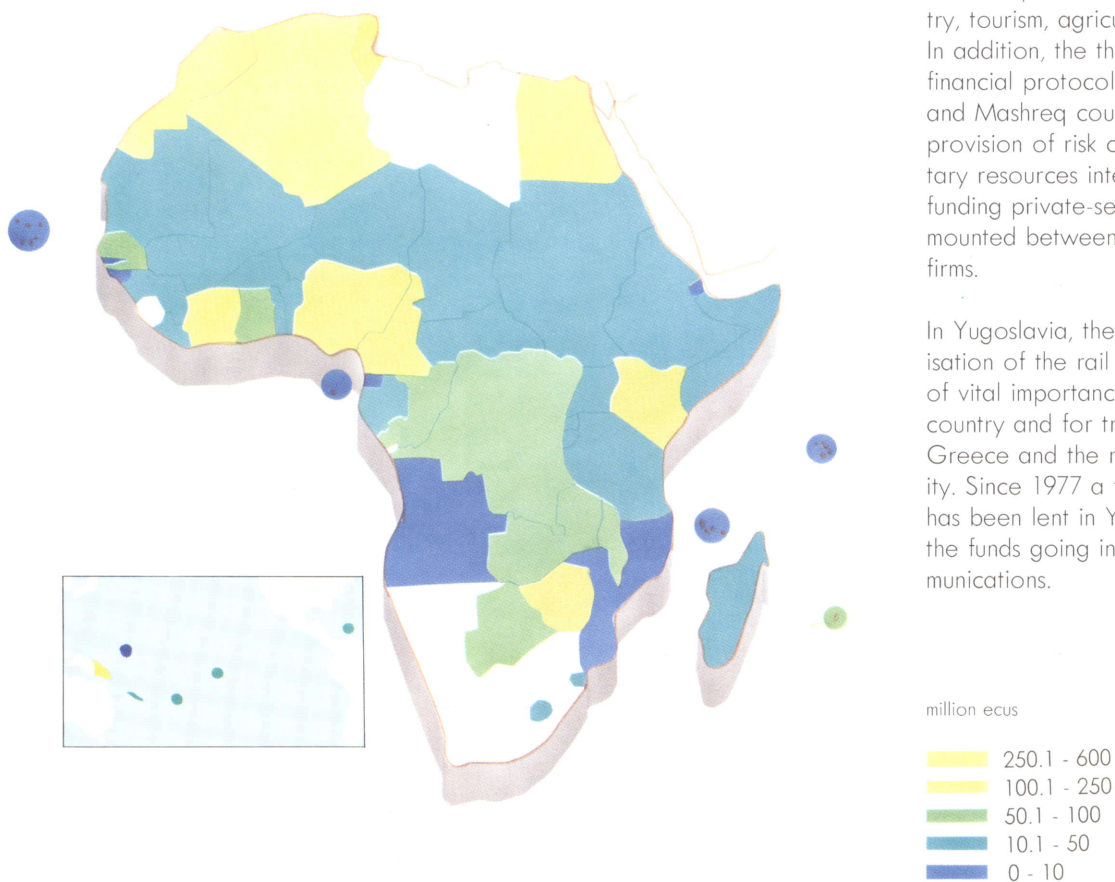 try, tourism, agricu
In addition, the th
financial protocol
and Mashreq cou
provision of risk c
tary resources inte
funding private-se
mounted between
firms.
In Yugoslavia, the
isation of the rail
of vital importanc
country and for tr
Greece and the r
ity. Since 1977 a
has been lent in Y
the funds going in
munications.
million ecus
250.1 - 600
100.1 - 250
50.1 - 100
10.1 - 50
0 - 10